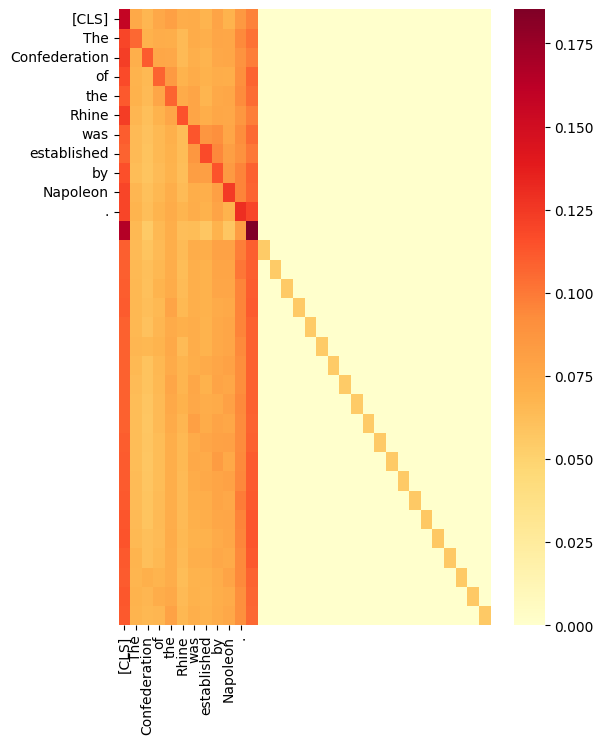 [CLS]
The
Confederation
of
the
Rhine
was
established
by
Napoleon
.
0.175
0.150
0.125
0.100
0.075
0.050
0.025
0.000
[CLS]
The
Confederation
of
the
Rhine
was
established
by
Napoleon
.